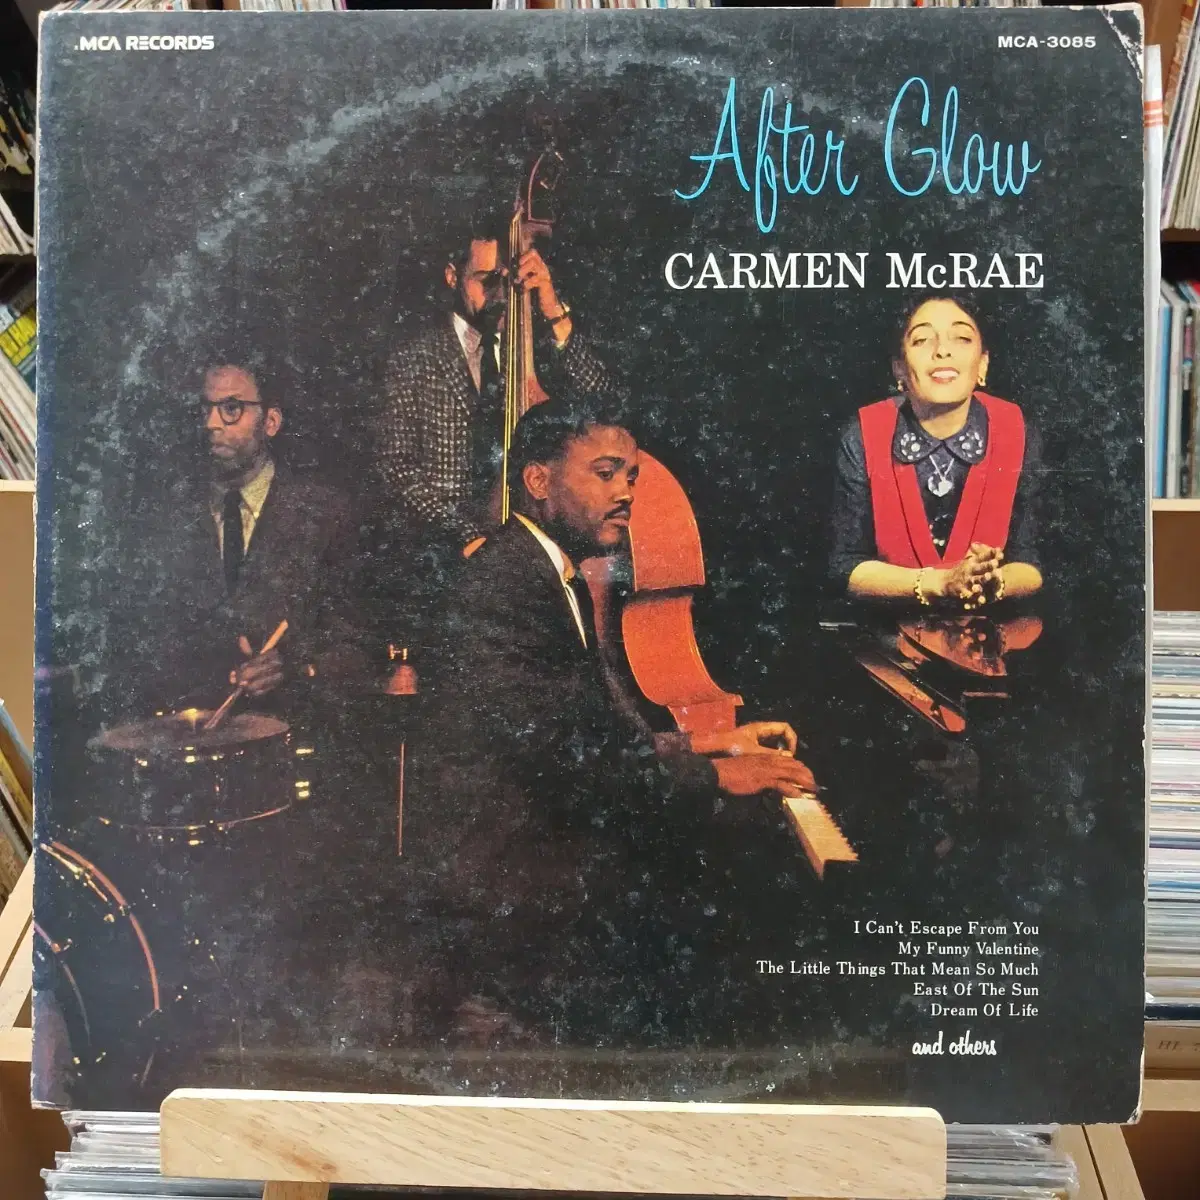 MCA RECORDS
MCA-3085
After Glow
CARMEN McRAE
I Can't Escape From You
My Funny Valentine
The Little Things That Mean So Much
East Of The Sun
Dream Of Life
and others